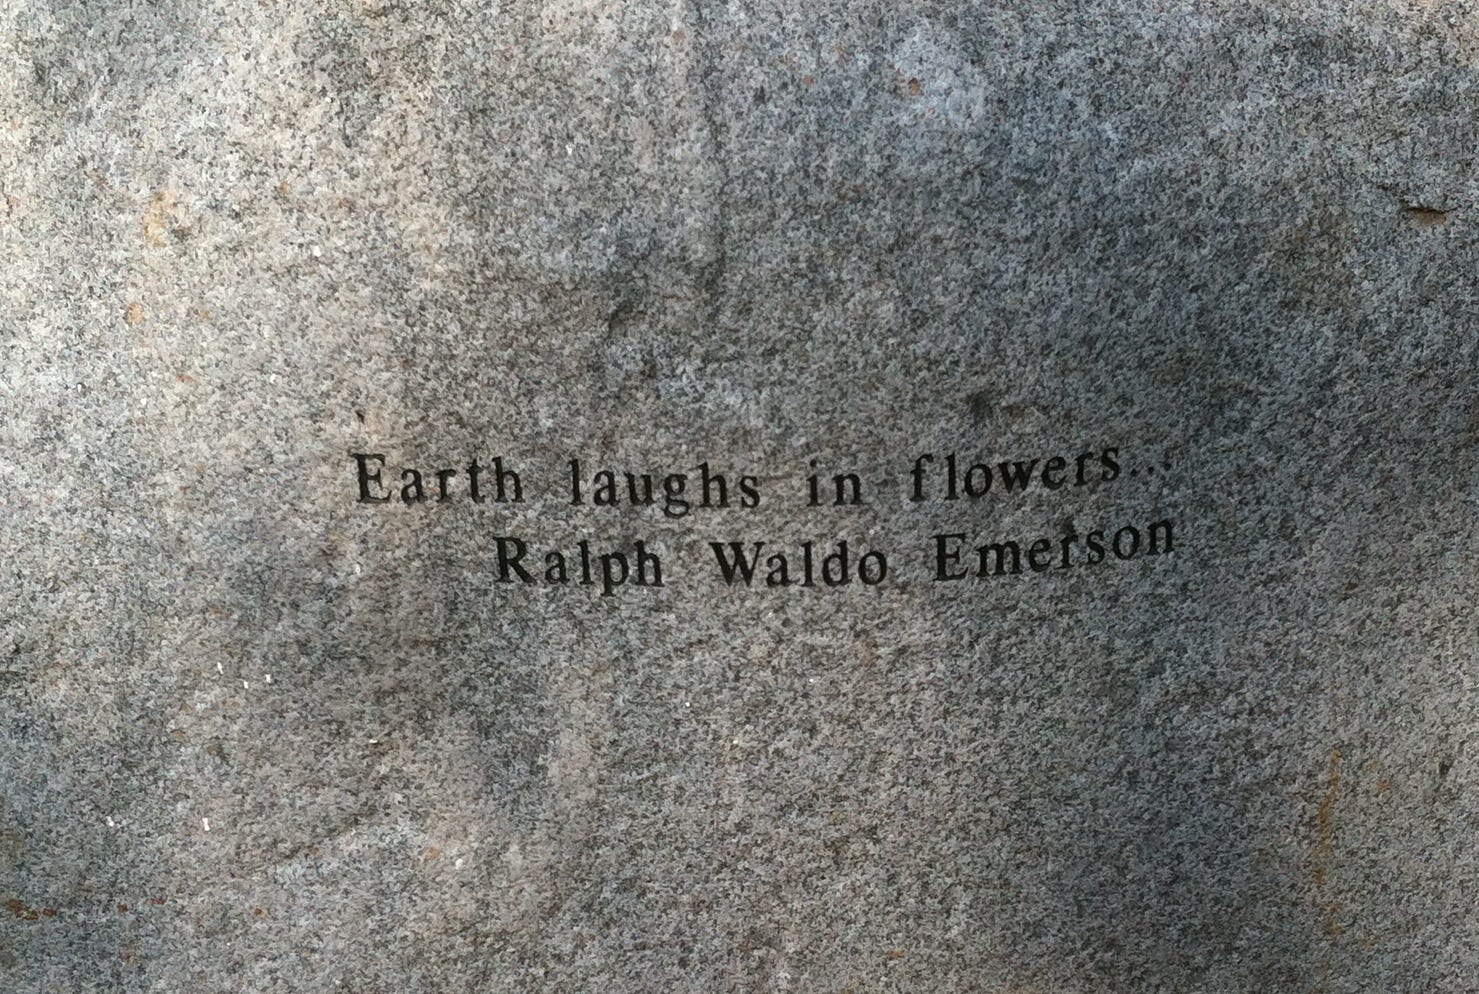 Earth laughs in flowers...
Ralph Waldo Emerson